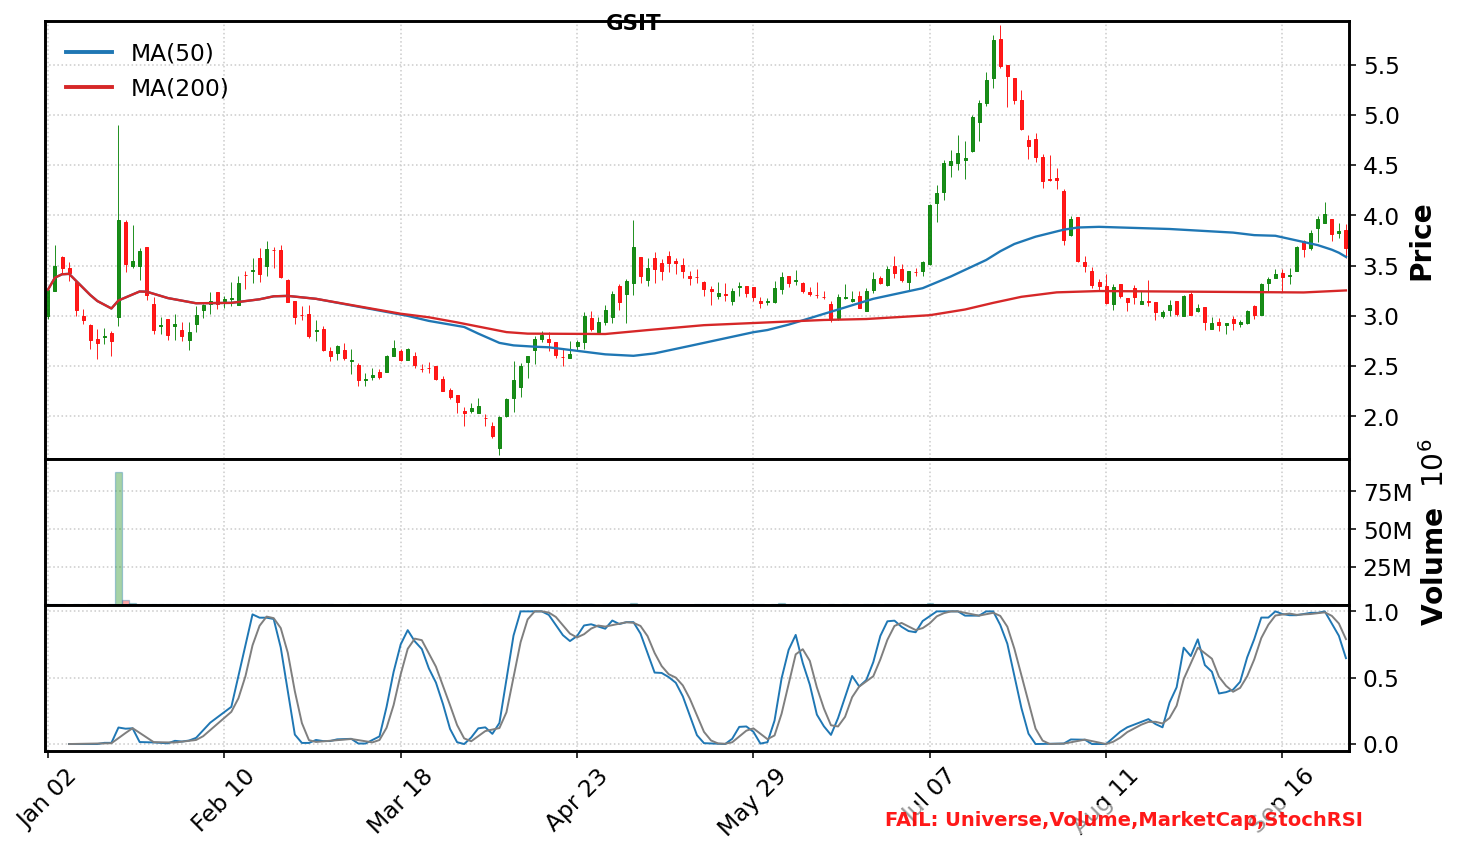 GSIT
MA(50)
MA(200)
5.5
5.0
4.5
4.0
3.5
3.0
2.5
2.0
Price
75M
50M
25M
Volume 10^6
1.0
0.5
0.0
Jan 02
Feb 10
Mar 18
Apr 23
May 29
Jul 07
Aug 11
Sep 16
FAIL: Universe,Volume,MarketCap,StochRSI